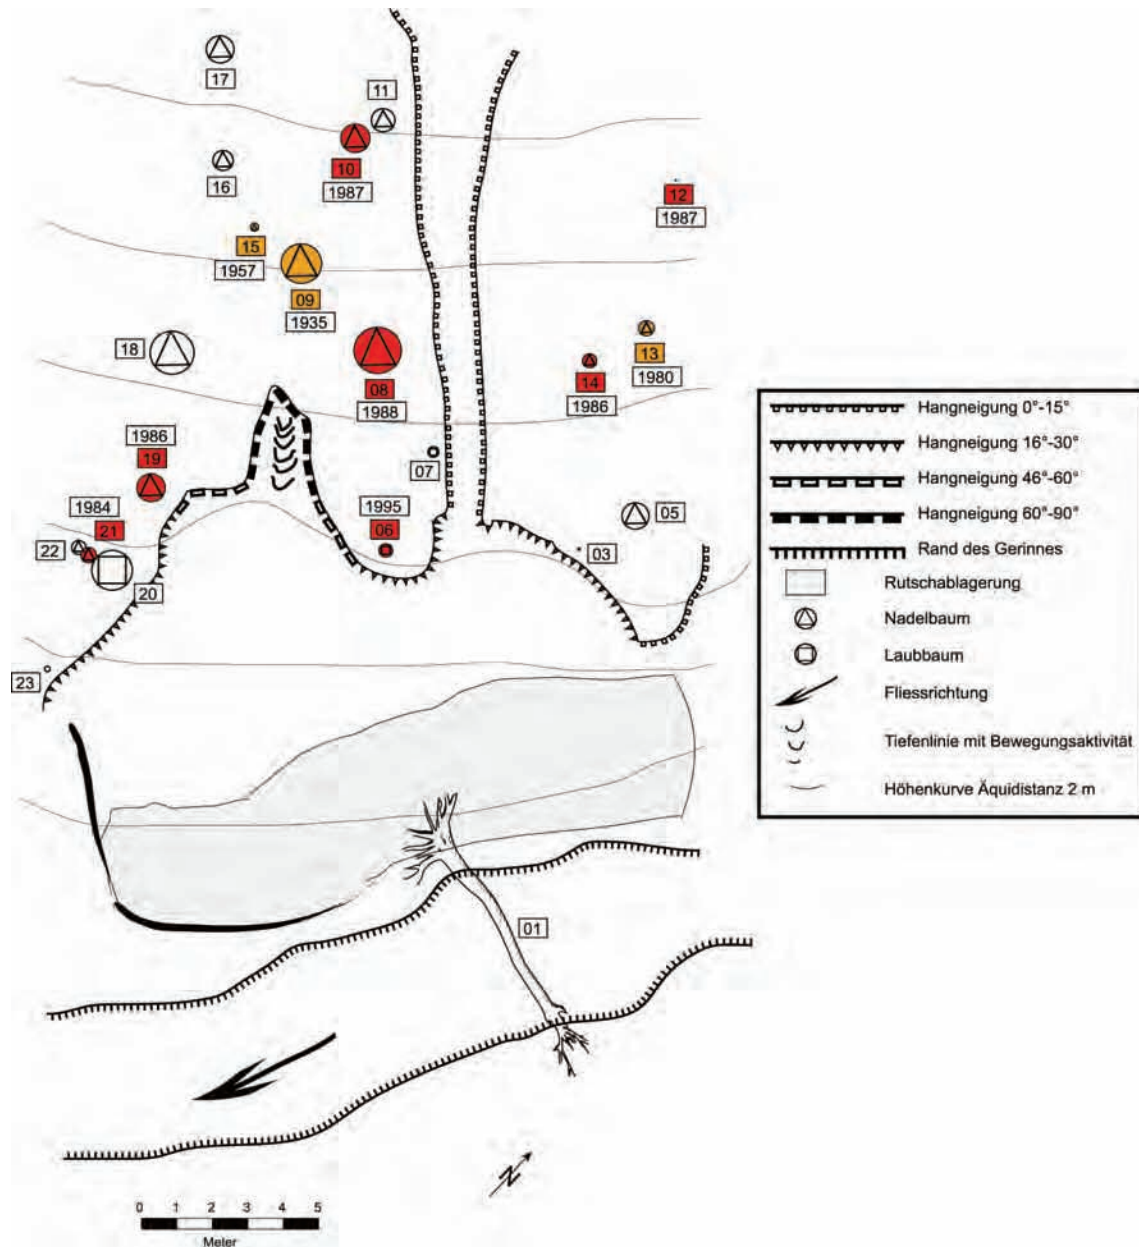 17
11
16
10
1987
12
1987
15
1957
09
1935
18
13
1980
14
1986
08
1988
1986
19
07
1984
21
1995
06
05
22
03
20
23
01
Hangneigung 0°-15°
Hangneigung 16°-30°
Hangneigung 46°-60°
Hangneigung 60°-90°
Rand des Gerinnes
Rutschablagerung
Nadelbaum
Laubbaum
Fliessrichtung
Tiefenlinie mit Bewegungsaktivität
Höhenkurve Äquidistanz 2 m
N
0 1 2 3 4 5
Meter